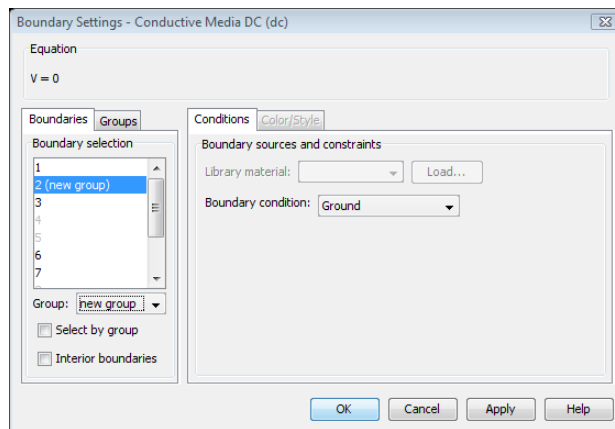 Boundary Settings - Conductive Media DC (dc)
Equation
V = 0
Boundaries
Groups
Boundary selection
1
2 (new group)
3
4
5
6
7
Group: new group
Select by group
Interior boundaries
Conditions
Color/Style
Boundary sources and constraints
Library material:
Load...
Boundary condition: Ground
OK
Cancel
Apply
Help